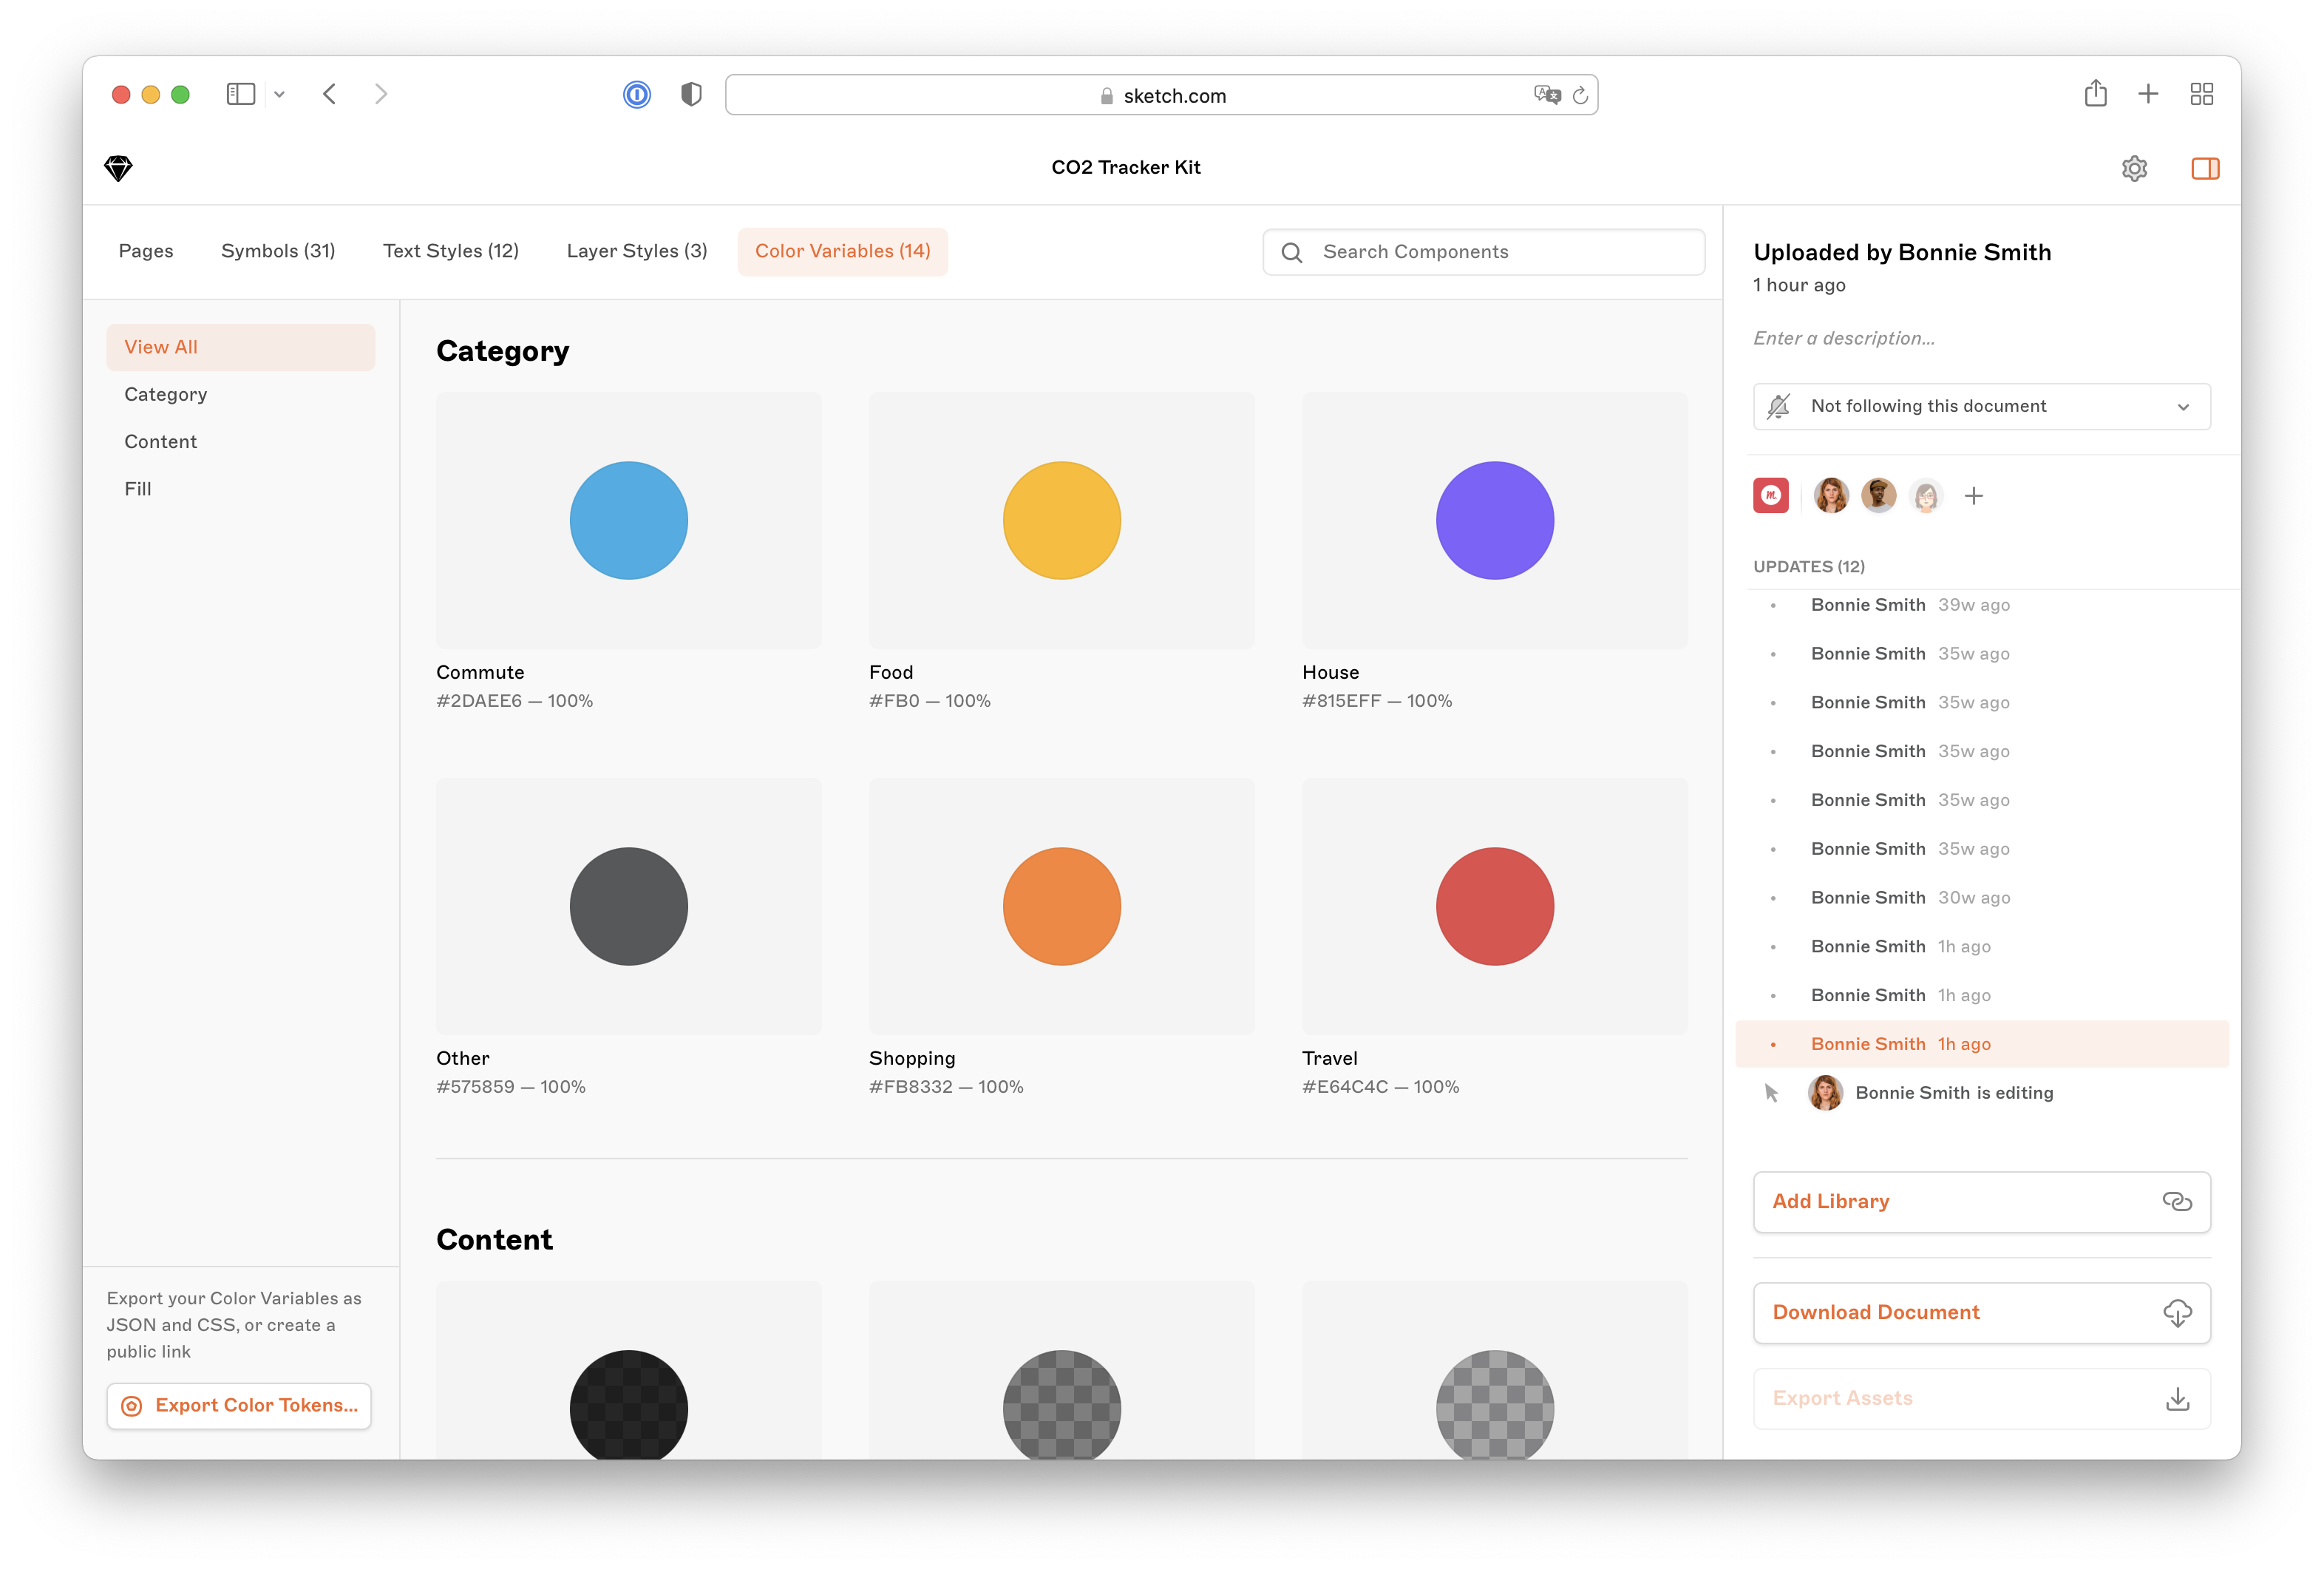 sketch.com
CO2 Tracker Kit
Pages
Symbols (31)
Text Styles (12)
Layer Styles (3)
Color Variables (14)
Search Components
View All
Category
Content
Fill
Export your Color Variables as
JSON and CSS, or create a
public link
Export Color Tokens...
Category
Commute
#2DAEE6 — 100%
Food
#FB0 — 100%
House
#815EFF — 100%
Other
#575859 — 100%
Shopping
#FB8332 — 100%
Travel
#E64C4C — 100%
Content
Uploaded by Bonnie Smith
1 hour ago
Enter a description...
Not following this document
m.
UPDATES (12)
Bonnie Smith 39w ago
Bonnie Smith 35w ago
Bonnie Smith 35w ago
Bonnie Smith 35w ago
Bonnie Smith 35w ago
Bonnie Smith 35w ago
Bonnie Smith 30w ago
Bonnie Smith 1h ago
Bonnie Smith 1h ago
Bonnie Smith 1h ago
Bonnie Smith is editing
Add Library
Download Document
Export Assets